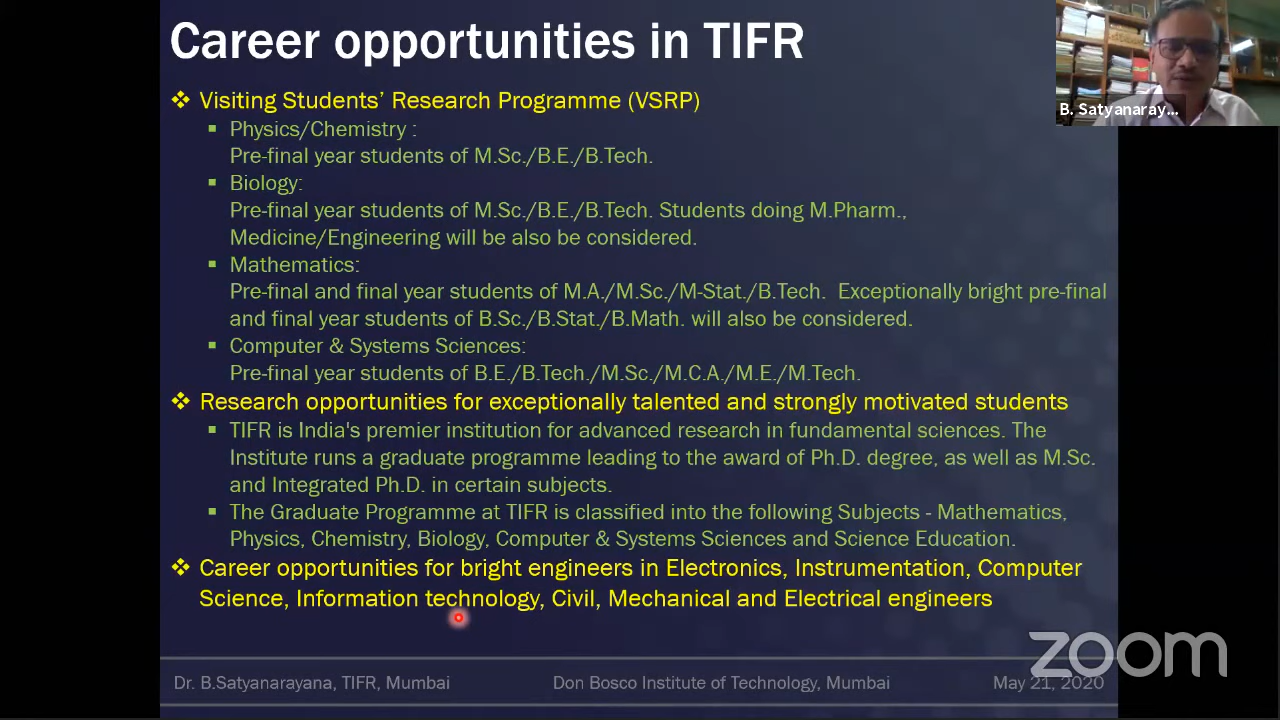 Career opportunities in TIFR
B. Satyanaray...
❖ Visiting Students' Research Programme (VSRP)
▪ Physics/Chemistry :
Pre-final year students of M.Sc./B.E./B.Tech.
▪ Biology:
Pre-final year students of M.Sc./B.E./B.Tech. Students doing M.Pharm.,
Medicine/Engineering will be also be considered.
▪ Mathematics:
Pre-final and final year students of M.A./M.Sc./M-Stat./B.Tech. Exceptionally bright pre-final
and final year students of B.Sc./B.Stat./B.Math. will also be considered.
▪ Computer & Systems Sciences:
Pre-final year students of B.E./B.Tech./M.Sc./M.C.A./M.E./M.Tech.
❖ Research opportunities for exceptionally talented and strongly motivated students
▪ TIFR is India's premier institution for advanced research in fundamental sciences. The
Institute runs a graduate programme leading to the award of Ph.D. degree, as well as M.Sc.
and Integrated Ph.D. in certain subjects.
▪ The Graduate Programme at TIFR is classified into the following Subjects - Mathematics,
Physics, Chemistry, Biology, Computer & Systems Sciences and Science Education.
❖ Career opportunities for bright engineers in Electronics, Instrumentation, Computer
Science, Information technology, Civil, Mechanical and Electrical engineers
zoom
Dr. B.Satyanarayana, TIFR, Mumbai
Don Bosco Institute of Technology, Mumbai
May 21, 2020